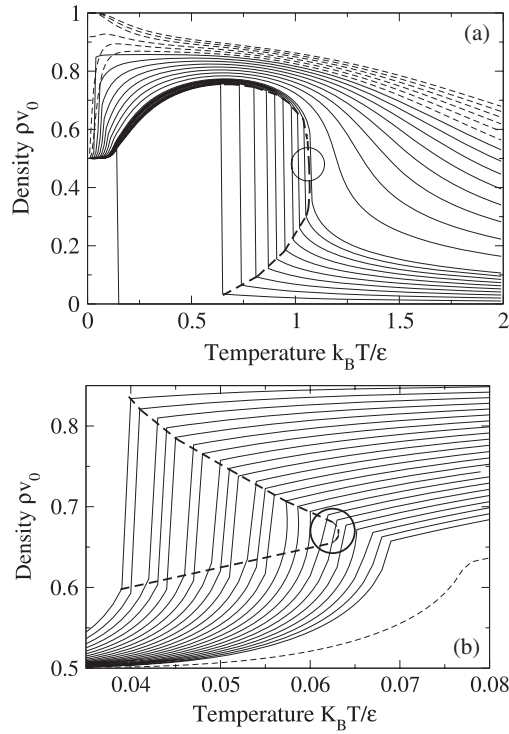 (a)
1
0.8
0.6
0.4
0.2
0
Density ρv₀
0 0.5 1 1.5 2
Temperature k_BT/ε
0.8
0.7
0.6
0.5
Density ρv₀
(b)
0.04 0.05 0.06 0.07 0.08
Temperature K_BT/ε